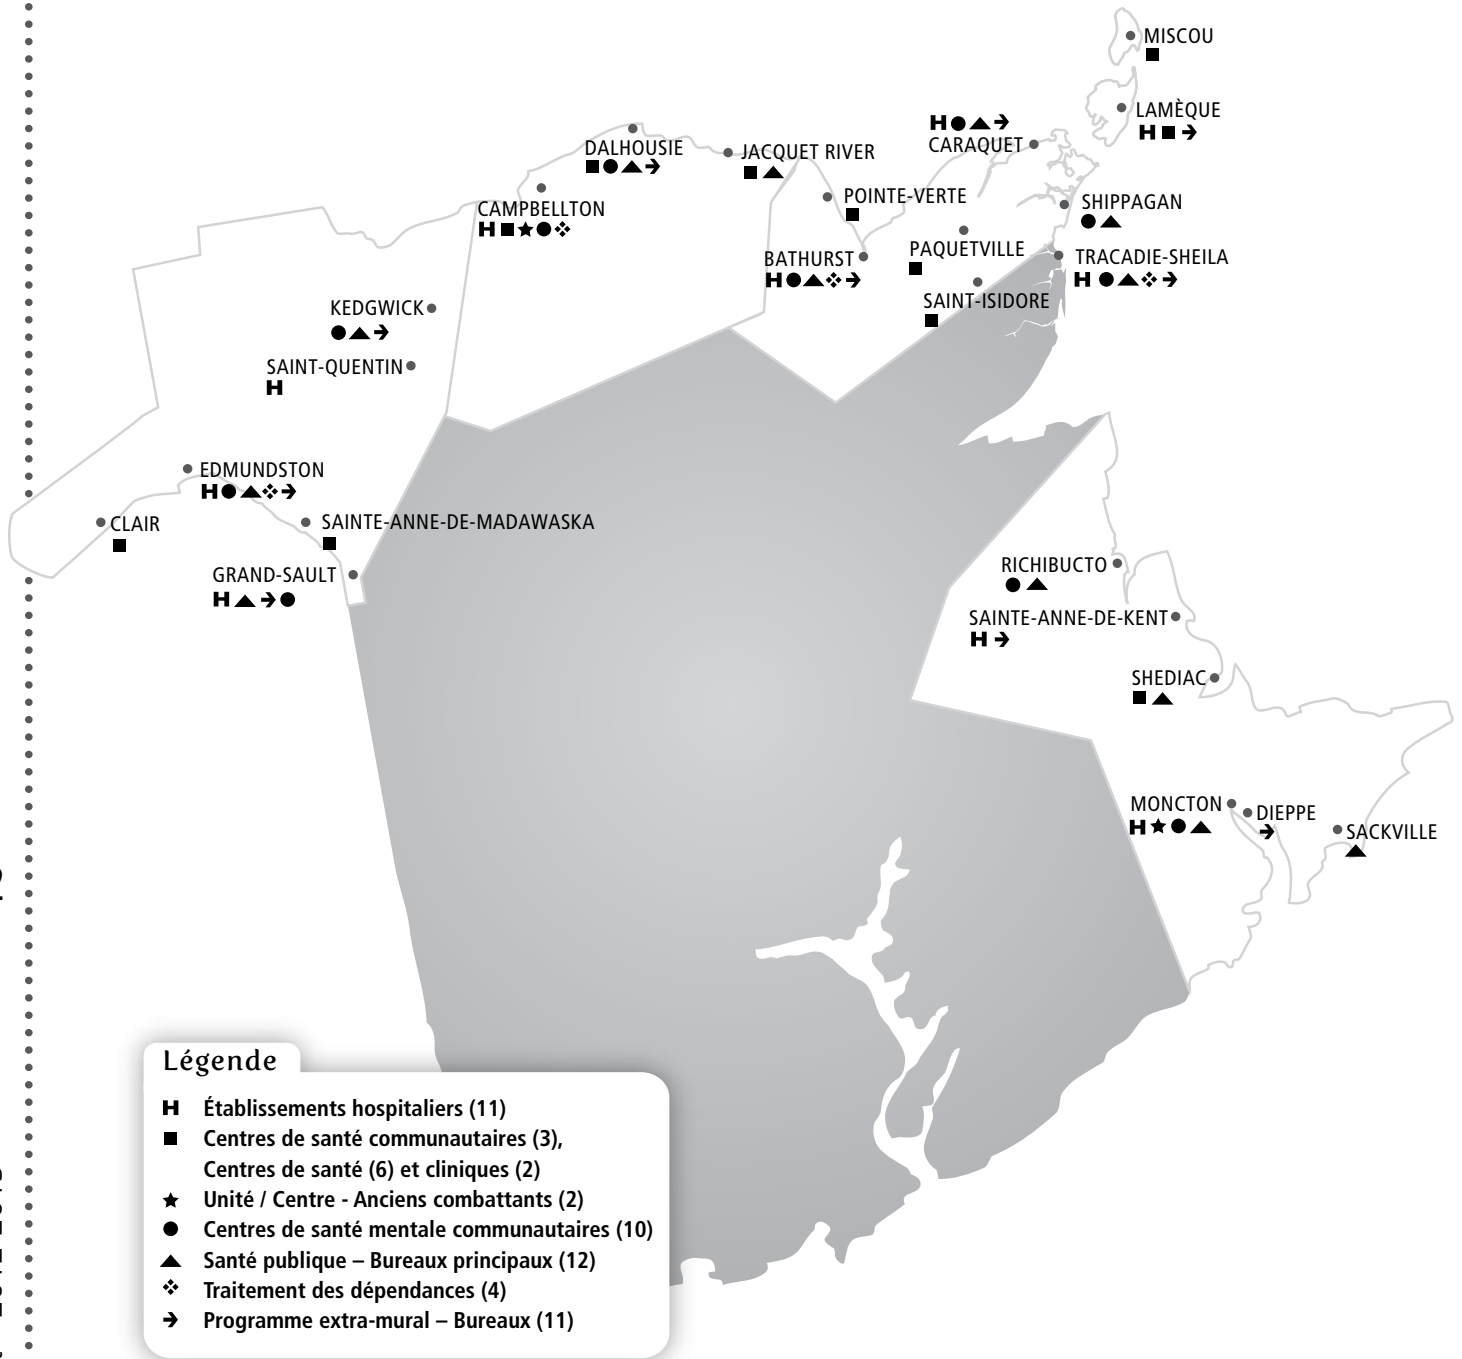 MISCOU
LAMÈQUE
H
H
CARAQUET
DALHOUSIE
JACQUET RIVER
POINTE-VERTE
SHIPPAGAN
CAMPBELLTON
H
PAQUETVILLE
BATHURST
H
TRACADIE-SHEILA
H
SAINT-ISIDORE
KEDGWICK
SAINT-QUENTIN
H
EDMUNDSTON
H
CLAIR
SAINTE-ANNE-DE-MADAWASKA
GRAND-SAULT
H
RICHIBUCTO
SAINTE-ANNE-DE-KENT
H
SHEDIAC
MONCTON
H
DIEPPE
SACKVILLE
Légende
H Établissements hospitaliers (11)
Centres de santé communautaires (3),
Centres de santé (6) et cliniques (2)
Unité / Centre - Anciens combattants (2)
Centres de santé mentale communautaires (10)
Santé publique – Bureaux principaux (12)
Traitement des dépendances (4)
Programme extra-mural – Bureaux (11)